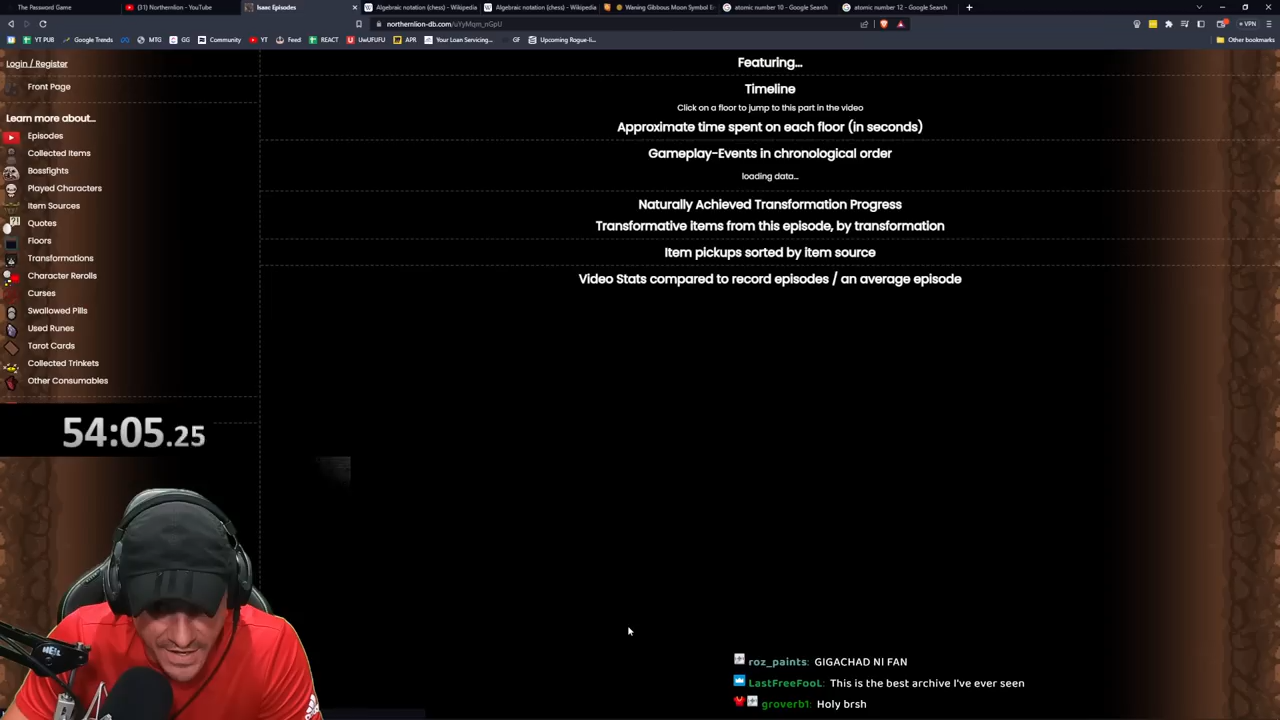 The Password Game
(31) Northernlion - YouTube
Isaac Episodes
Algebraic notation (chess) - Wikipedia
Algebraic notation (chess) - Wikipedia
Waning Gibbous Moon Symbol E
atomic number 10 - Google Search
atomic number 12 - Google Search
northernlion-db.com/uYyMqm_nGpU
VPN
YT PUB
Google Trends
MTG
GG
Community
YT
Feed
REACT
UwUFUFU
APR
Your Loan Servicing...
GF
Upcoming Rogue-li...
Other bookmarks
Login / Register
Front Page
Learn more about...
Episodes
Collected Items
Bossfights
Played Characters
Item Sources
Quotes
Floors
Transformations
Character Rerolls
Curses
Swallowed Pills
Used Runes
Tarot Cards
Collected Trinkets
Other Consumables
Featuring...
Timeline
Click on a floor to jump to this part in the video
Approximate time spent on each floor (in seconds)
Gameplay-Events in chronological order
loading data...
Naturally Achieved Transformation Progress
Transformative items from this episode, by transformation
Item pickups sorted by item source
Video Stats compared to record episodes / an average episode
54:05.25
roz_paints: GIGACHAD NI FAN
LastFreeFooL: This is the best archive I've ever seen
groverb1: Holy brsh